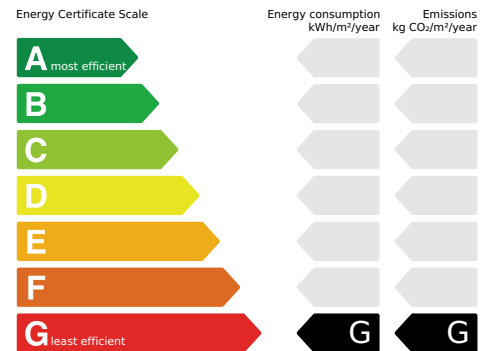 Energy Certificate Scale
Energy consumption
kWh/m²/year
Emissions
kg CO₂/m²/year
A most efficient
B
C
D
E
F
G least efficient
G
G